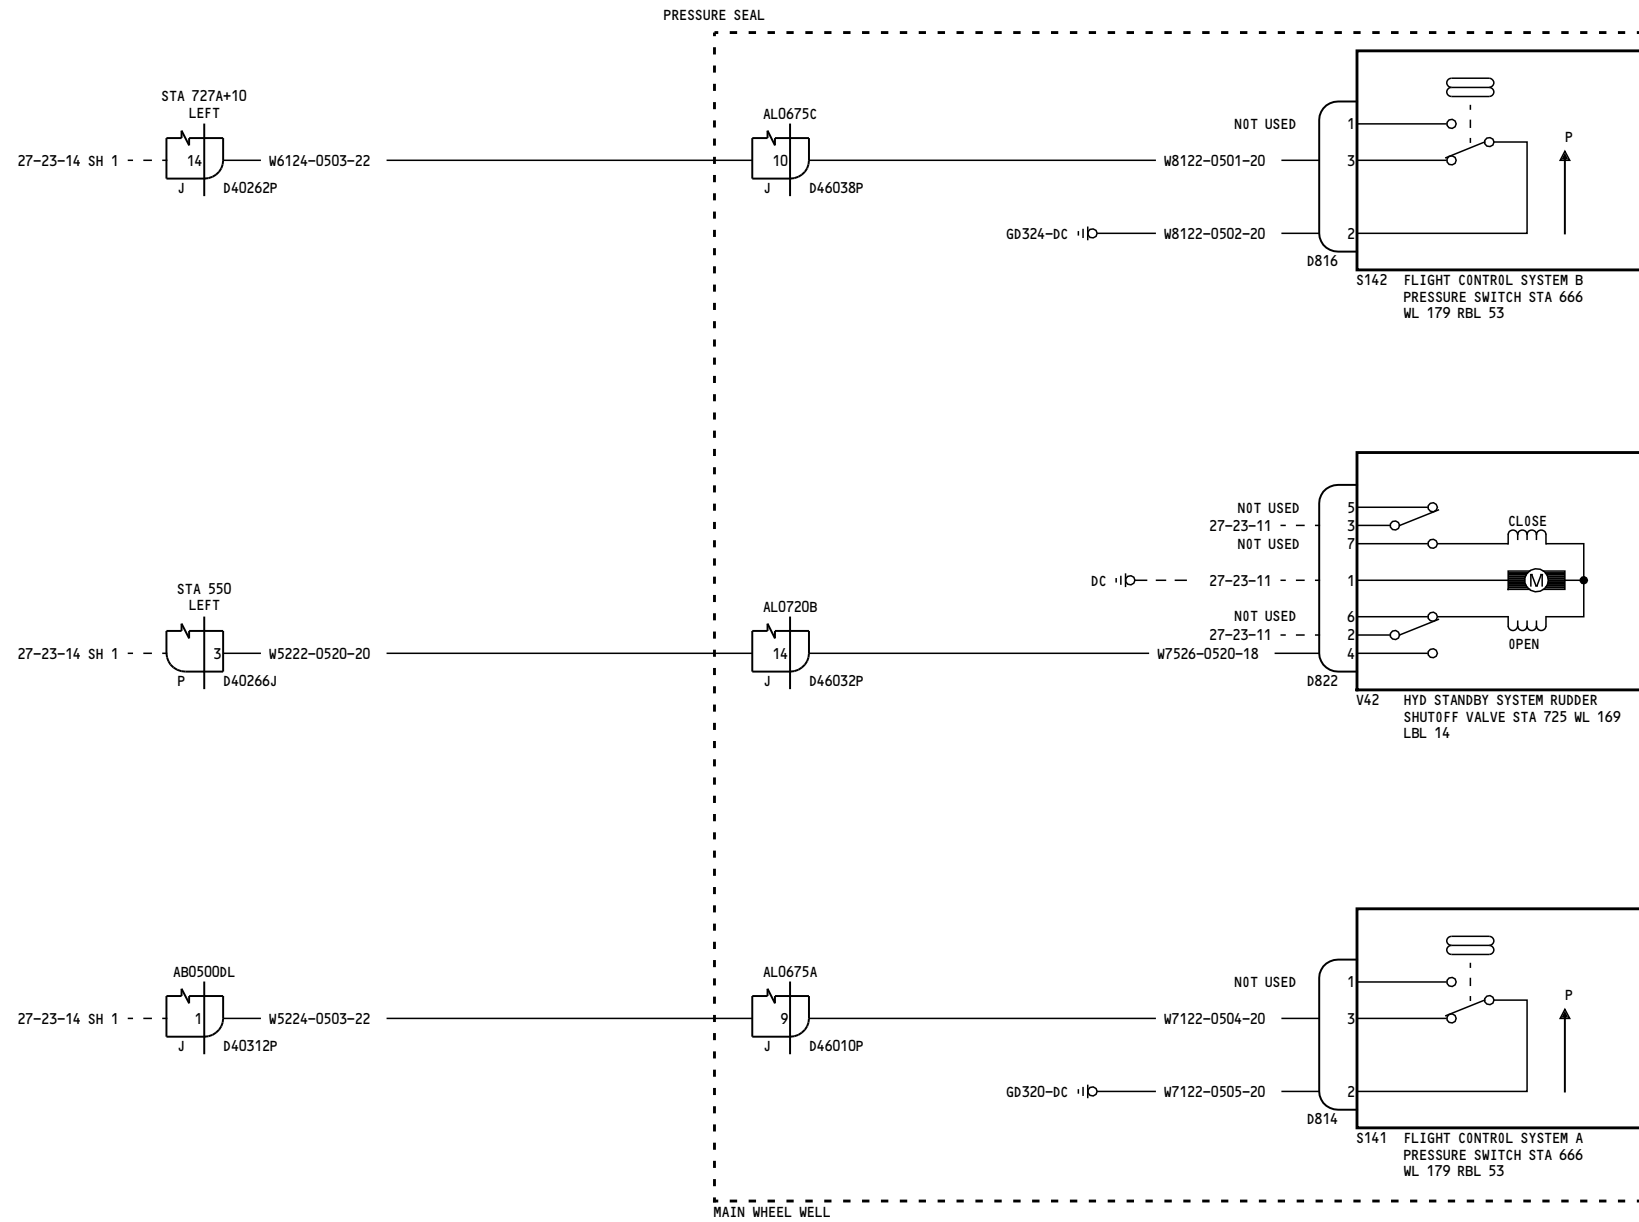 PRESSURE SEAL
STA 727A+10
LEFT
27-23-14 SH 1
14
J
D40262P
W6124-0503-22
AL0675C
10
J
D46038P
W8122-0501-20
GD324-DC
W8122-0502-20
NOT USED
1
3
2
D816
P
S142 FLIGHT CONTROL SYSTEM B
PRESSURE SWITCH STA 666
WL 179 RBL 53
STA 550
LEFT
27-23-14 SH 1
3
P
D40266J
W5222-0520-20
AL0720B
14
J
D46032P
W7526-0520-18
NOT USED
5
27-23-11
3
NOT USED
7
DC
27-23-11
1
NOT USED
6
27-23-11
2
4
D822
CLOSE
M
OPEN
V42 HYD STANDBY SYSTEM RUDDER
SHUTOFF VALVE STA 725 WL 169
LBL 14
AB0500DL
27-23-14 SH 1
1
J
D40312P
W5224-0503-22
AL0675A
9
J
D46010P
W7122-0504-20
GD320-DC
W7122-0505-20
NOT USED
1
3
2
D814
P
S141 FLIGHT CONTROL SYSTEM A
PRESSURE SWITCH STA 666
WL 179 RBL 53
MAIN WHEEL WELL